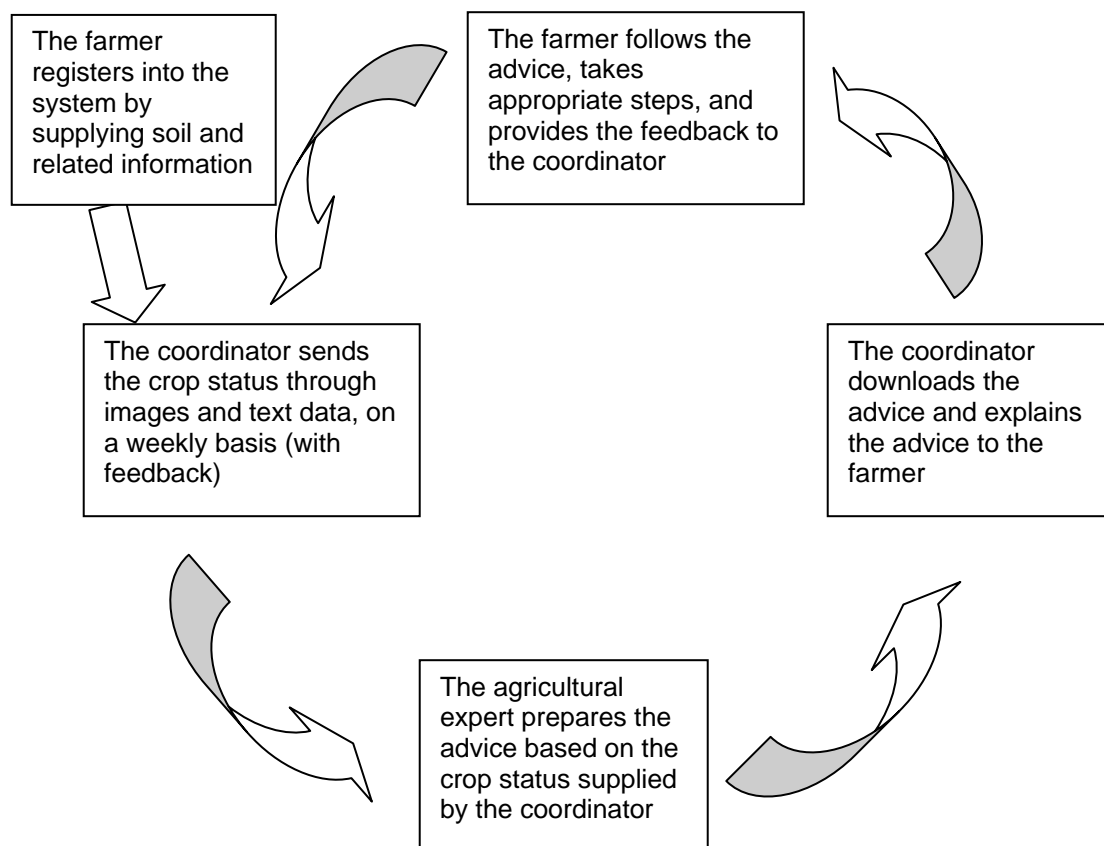 The farmer
registers into the
system by
supplying soil and
related information
The farmer follows the
advice, takes
appropriate steps, and
provides the feedback to
the coordinator
The coordinator sends
the crop status through
images and text data, on
a weekly basis (with
feedback)
The coordinator
downloads the
advice and explains
the advice to the
farmer
The agricultural
expert prepares the
advice based on the
crop status supplied
by the coordinator